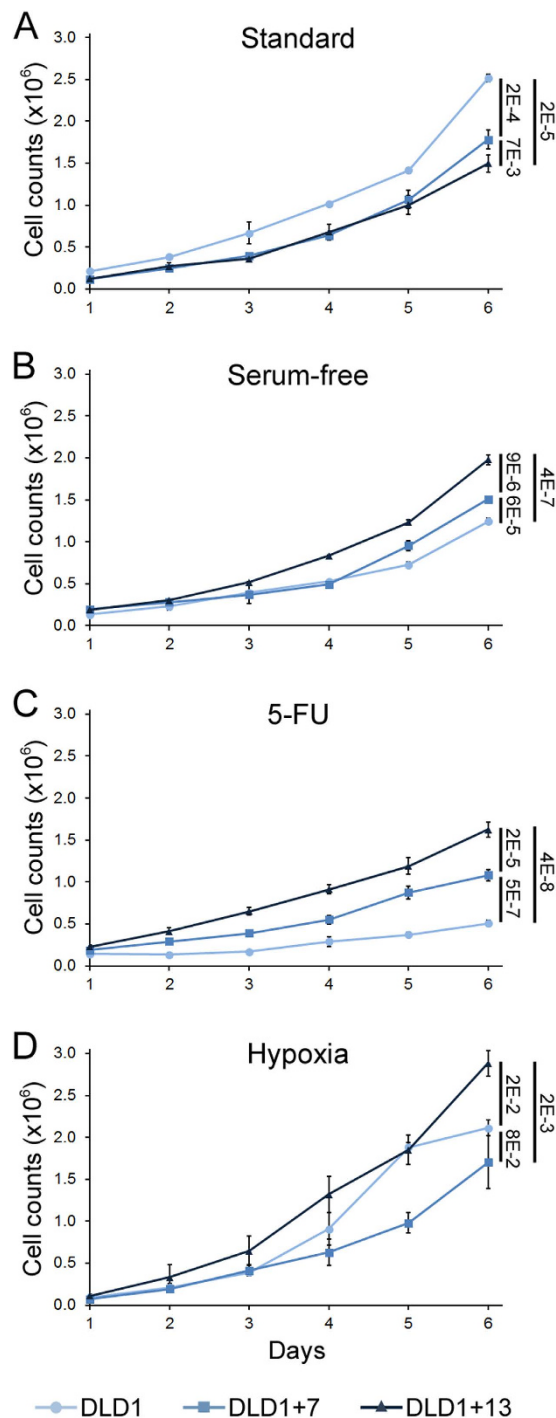 A
Standard
Cell counts (x10⁶)
3.0
2.5
2.0
1.5
1.0
0.5
0.0
1 2 3 4 5 6
2E-4
7E-3
2E-5
B
Serum-free
Cell counts (x10⁶)
3.0
2.5
2.0
1.5
1.0
0.5
0.0
1 2 3 4 5 6
9E-6
6E-5
4E-7
C
5-FU
Cell counts (x10⁶)
3.0
2.5
2.0
1.5
1.0
0.5
0.0
1 2 3 4 5 6
2E-5
5E-7
4E-8
D
Hypoxia
Cell counts (x10⁶)
3.0
2.5
2.0
1.5
1.0
0.5
0.0
1 2 3 4 5 6
2E-2
8E-2
2E-3
Days
DLD1 DLD1+7 DLD1+13